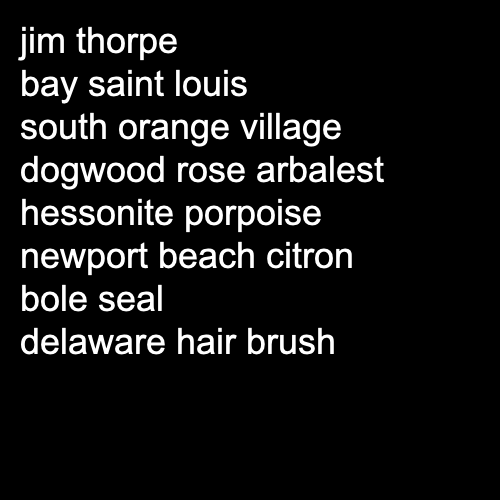 jim thorpe
bay saint louis
south orange village
dogwood rose arbalest
hessonite porpoise
newport beach citron
bole seal
delaware hair brush